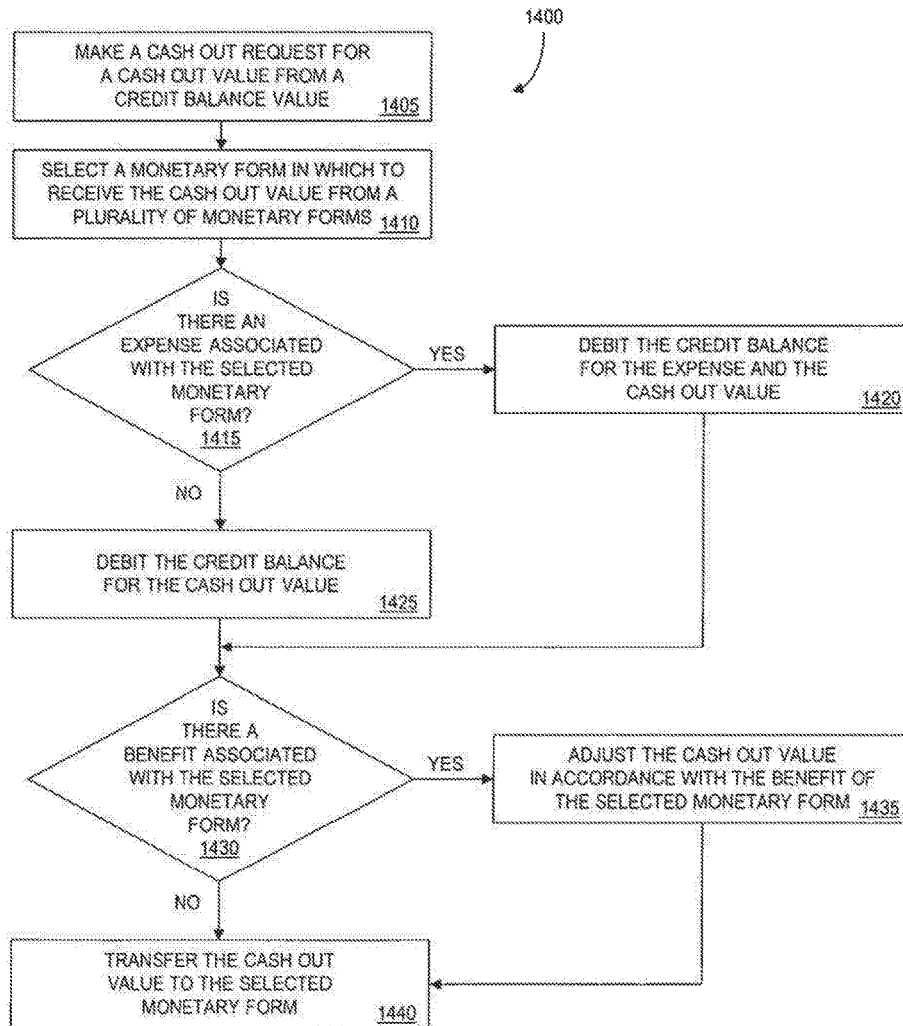 1400
MAKE A CASH OUT REQUEST FOR
A CASH OUT VALUE FROM A
CREDIT BALANCE VALUE
1405
SELECT A MONETARY FORM IN WHICH TO
RECEIVE THE CASH OUT VALUE FROM A
PLURALITY OF MONETARY FORMS
1410
IS
THERE AN
EXPENSE ASSOCIATED
WITH THE SELECTED
MONETARY
FORM?
1415
YES
DEBIT THE CREDIT BALANCE
FOR THE EXPENSE AND THE
CASH OUT VALUE
1420
NO
DEBIT THE CREDIT BALANCE
FOR THE CASH OUT VALUE
1425
IS
THERE A
BENEFIT ASSOCIATED
WITH THE SELECTED
MONETARY
FORM?
1430
YES
ADJUST THE CASH OUT VALUE
IN ACCORDANCE WITH THE BENEFIT OF
THE SELECTED MONETARY FORM
1435
NO
TRANSFER THE CASH OUT
VALUE TO THE SELECTED
MONETARY FORM
1440